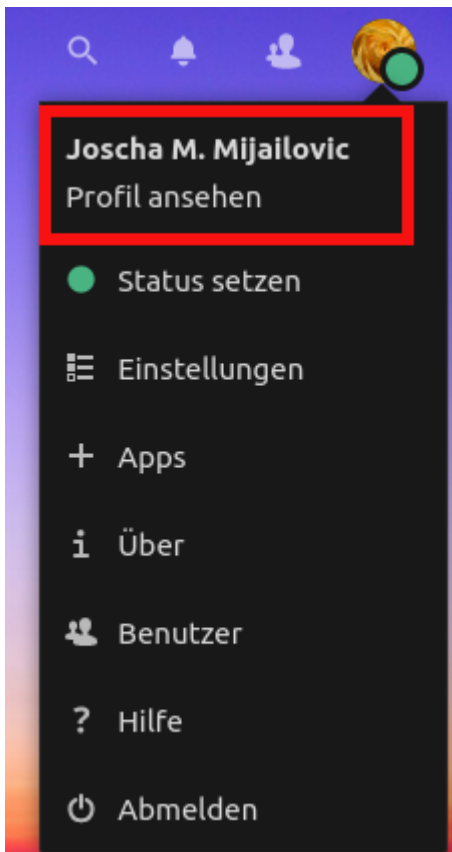 Joscha M. Mijailovic
Profil ansehen
Status setzen
Einstellungen
Apps
Über
Benutzer
Hilfe
Abmelden